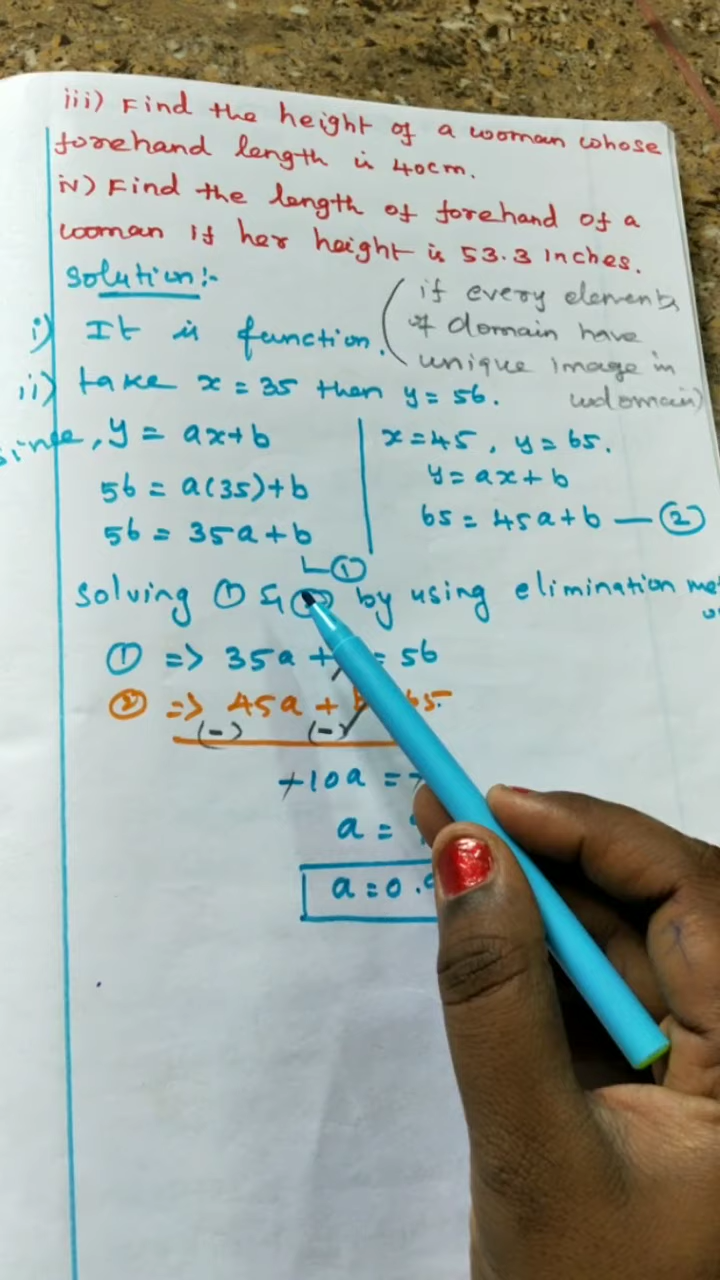 iii) Find the height of a woman whose
forehand length is 40cm.
iv) Find the length of forehand of a
woman if her height is 53.3 inches.
Solution:-
i) It is function. (if every elements
of domain have
unique image in
codomain)
ii) take x = 35 then y = 56.
since, y = ax+b
56 = a(35)+b
56 = 35a+b
①
x=45, y=65.
y=ax+b
65 = 45a+b — ②
Solving ① & ② by using elimination
① => 35a + = 56
② => 45a + 65
(-) (-)
+10a =
a =
a=0.